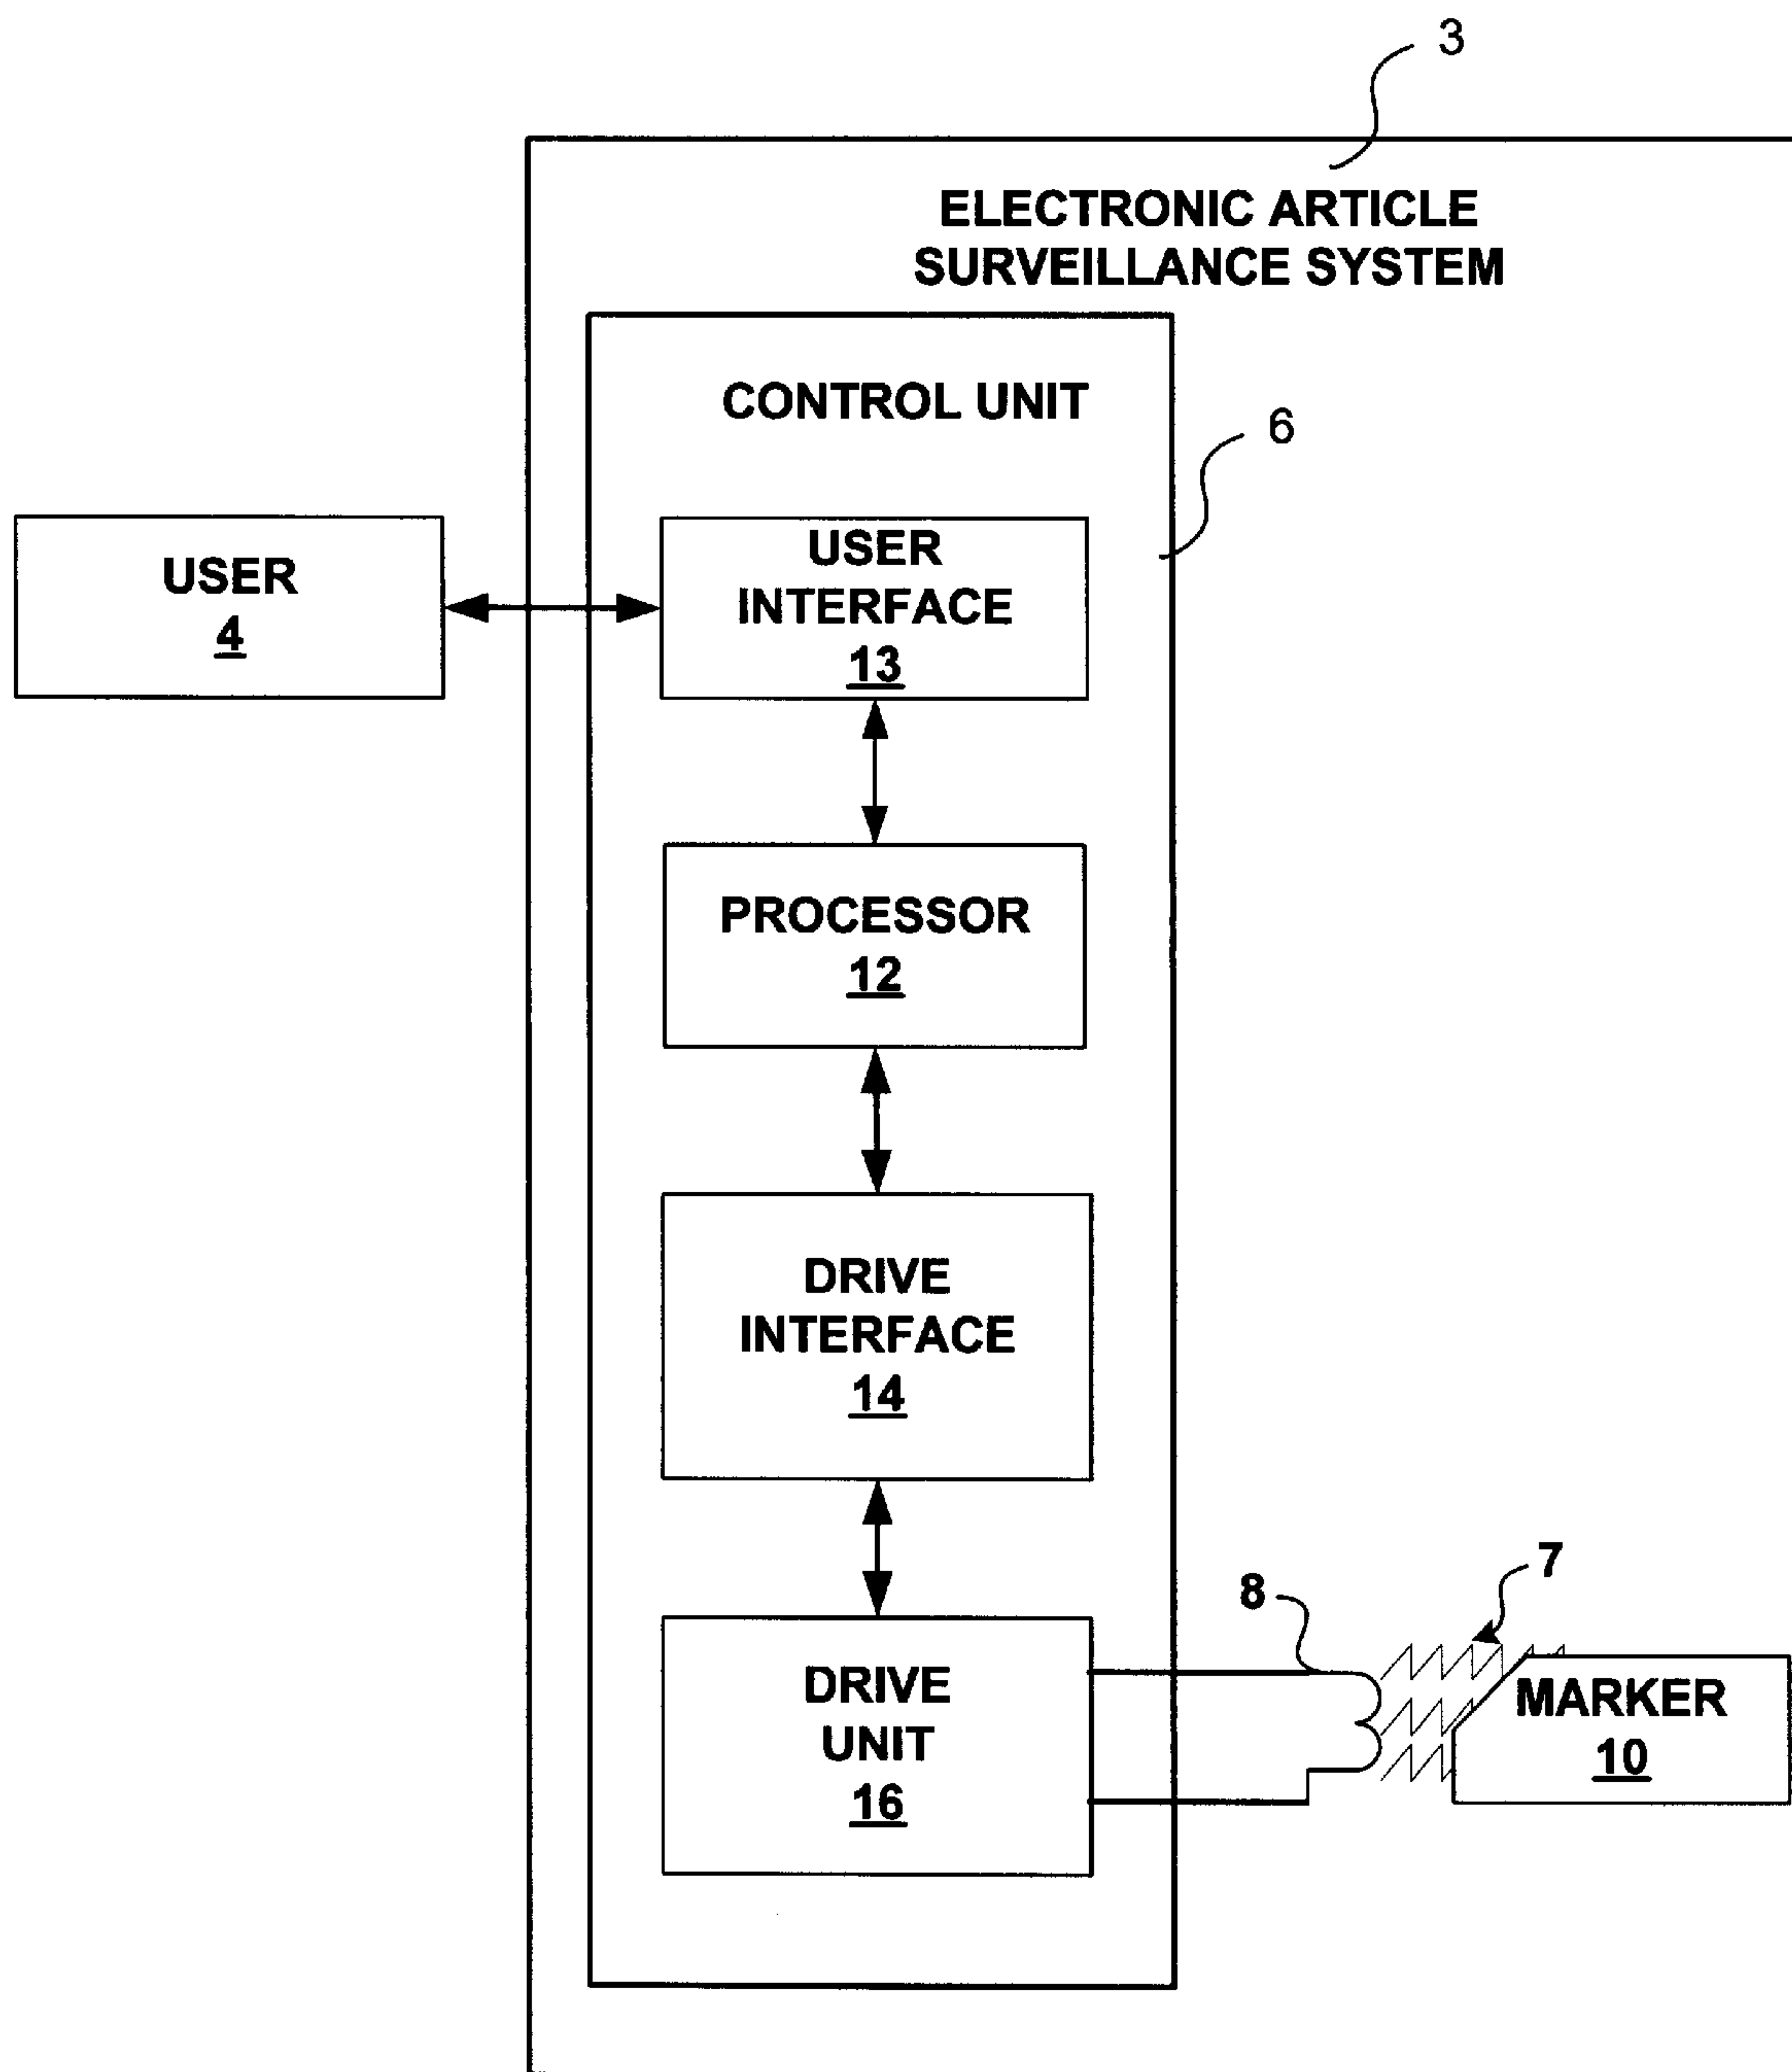 3
ELECTRONIC ARTICLE
SURVEILLANCE SYSTEM
CONTROL UNIT
6
USER
4
USER
INTERFACE
13
PROCESSOR
12
DRIVE
INTERFACE
14
7
8
DRIVE
UNIT
16
MARKER
10